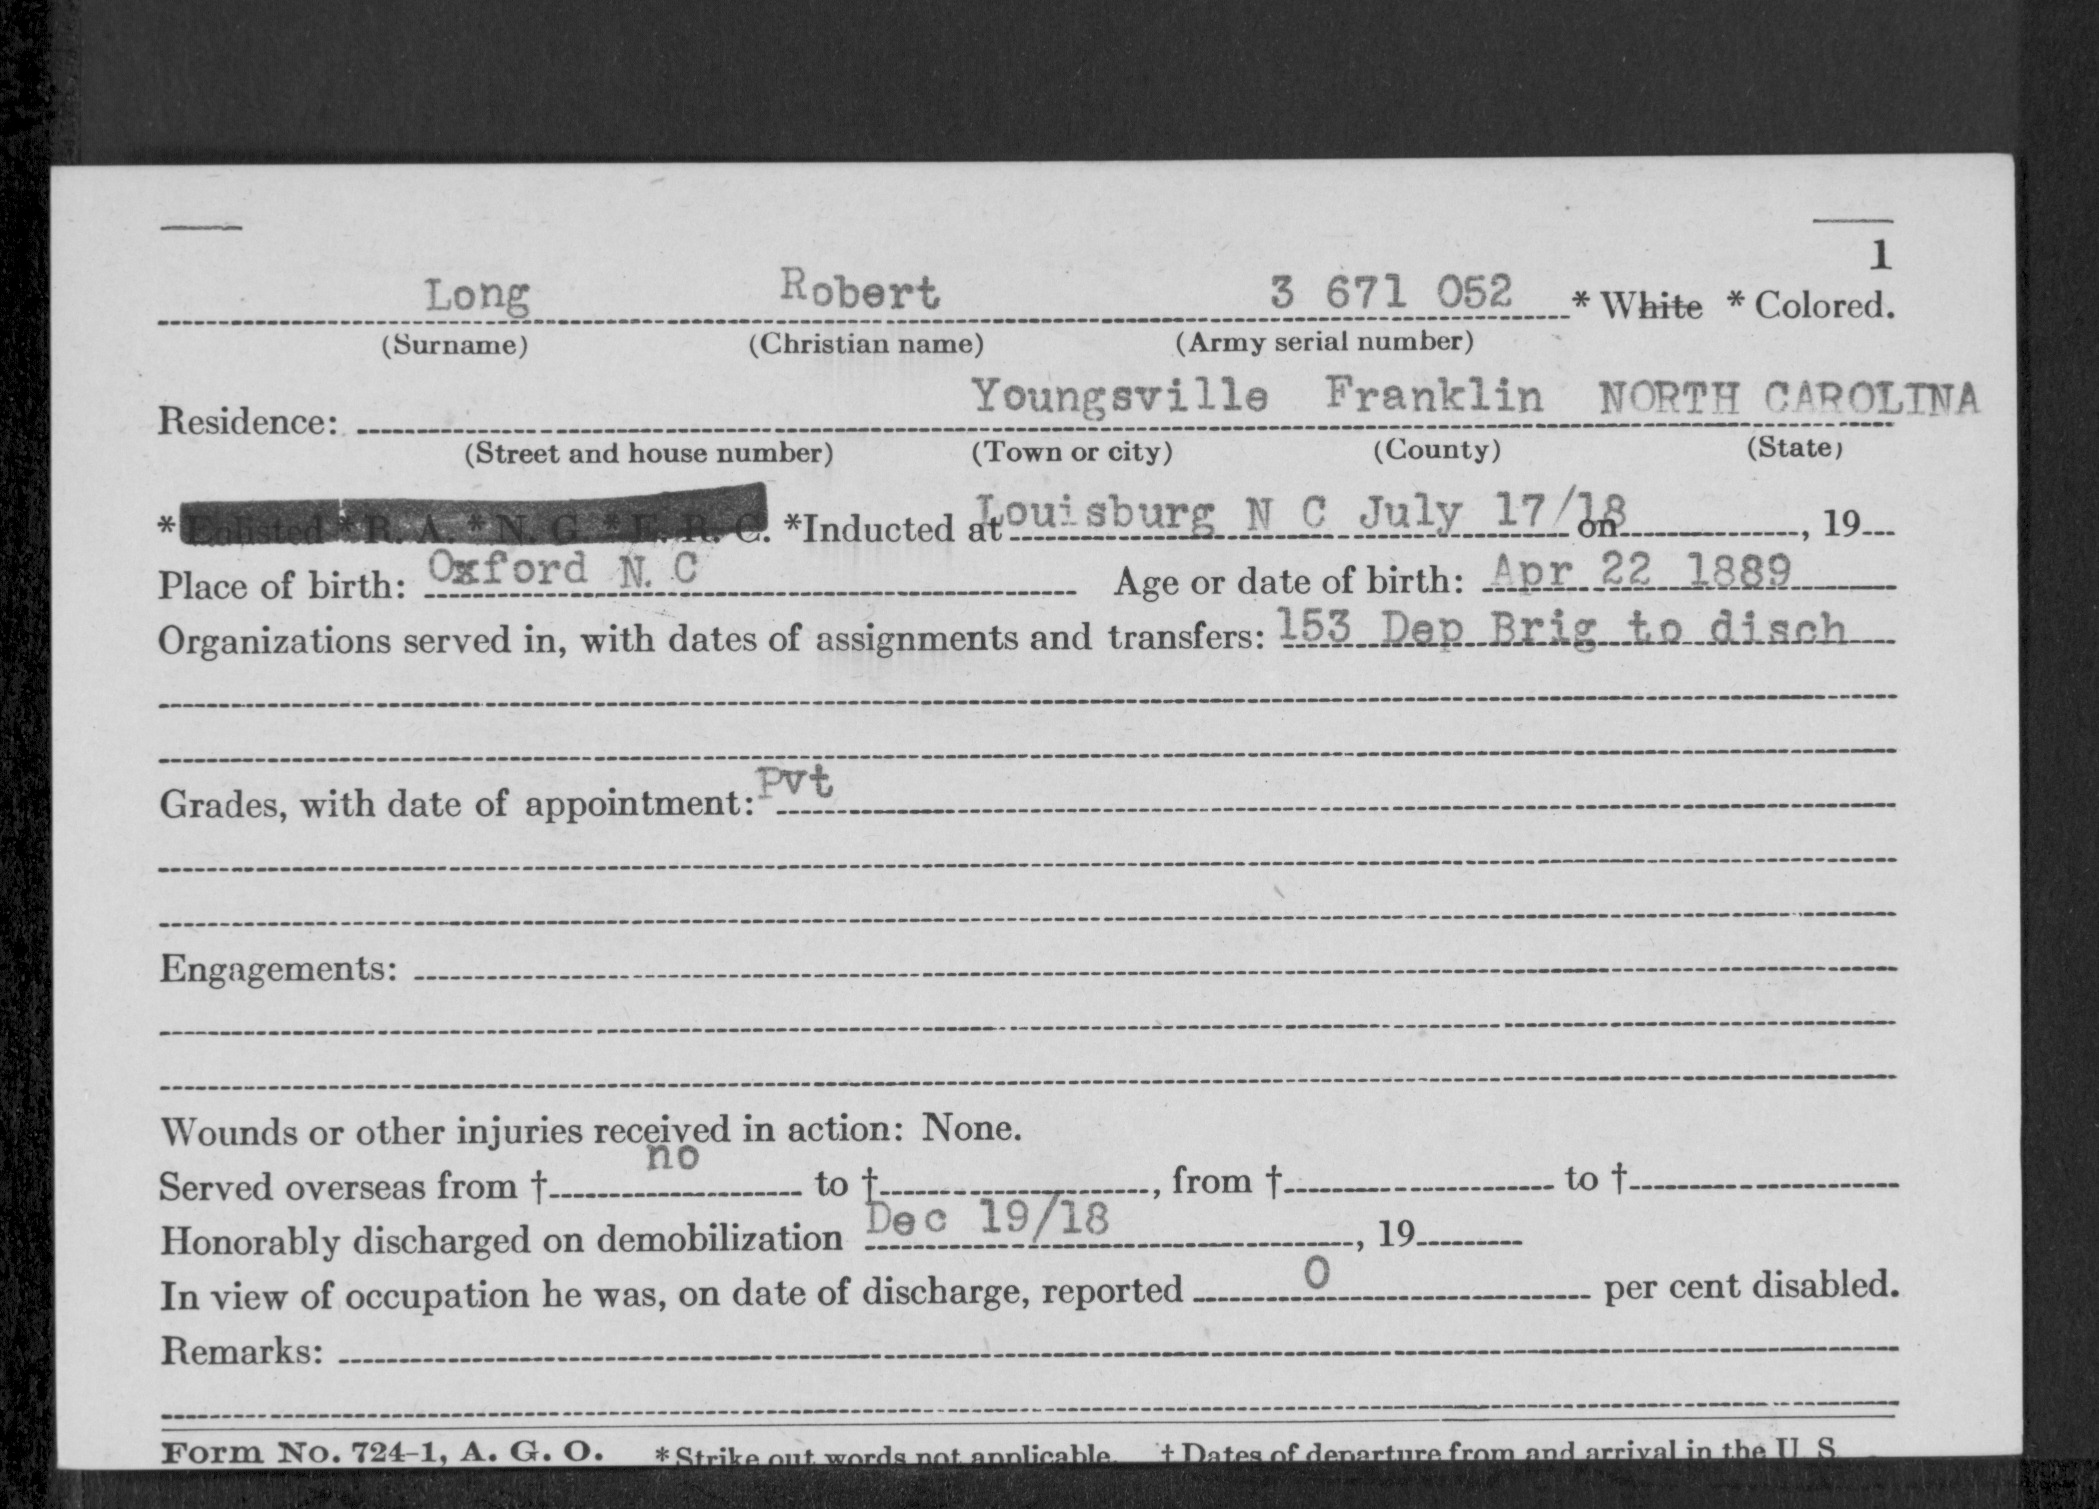 1
Long Robert 3 671 052 * White * Colored.
(Surname) (Christian name) (Army serial number)
Residence: Youngsville Franklin NORTH CAROLINA
(Street and house number) (Town or city) (County) (State)
* Enlisted * R. A. * N. G. * E. R. C. *Inducted at Louisburg N C July 17/18 on , 19
Place of birth: Oxford N. C Age or date of birth: Apr 22 1889
Organizations served in, with dates of assignments and transfers: 153 Dep Brig to disch
Grades, with date of appointment: Pvt
Engagements:
Wounds or other injuries received in action: None.
Served overseas from † no to † , from † to †
Honorably discharged on demobilization Dec 19/18 , 19
In view of occupation he was, on date of discharge, reported 0 per cent disabled.
Remarks:
Form No. 724-1, A. G. O. * Strike out words not applicable. † Dates of departure from and arrival in the U. S.